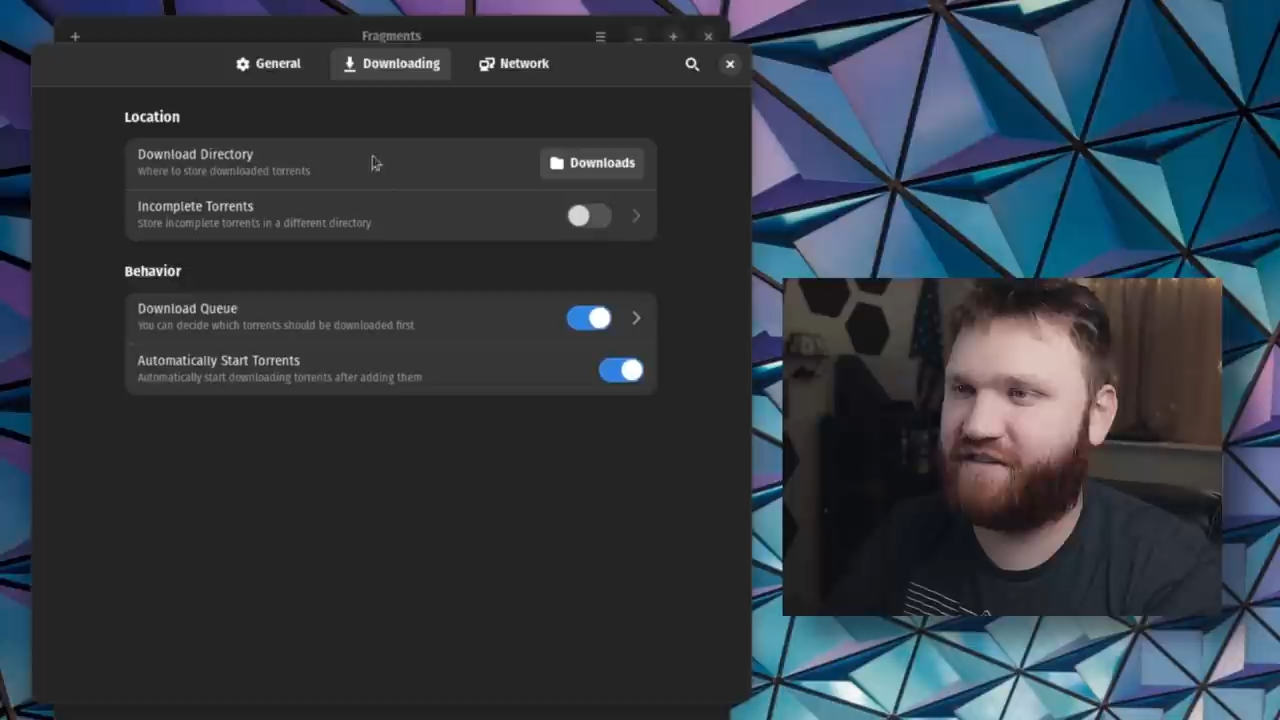 Fragments
General
Downloading
Network
Location
Download Directory
Where to store downloaded torrents
Downloads
Incomplete Torrents
Store incomplete torrents in a different directory
Behavior
Download Queue
You can decide which torrents should be downloaded first
Automatically Start Torrents
Automatically start downloading torrents after adding them